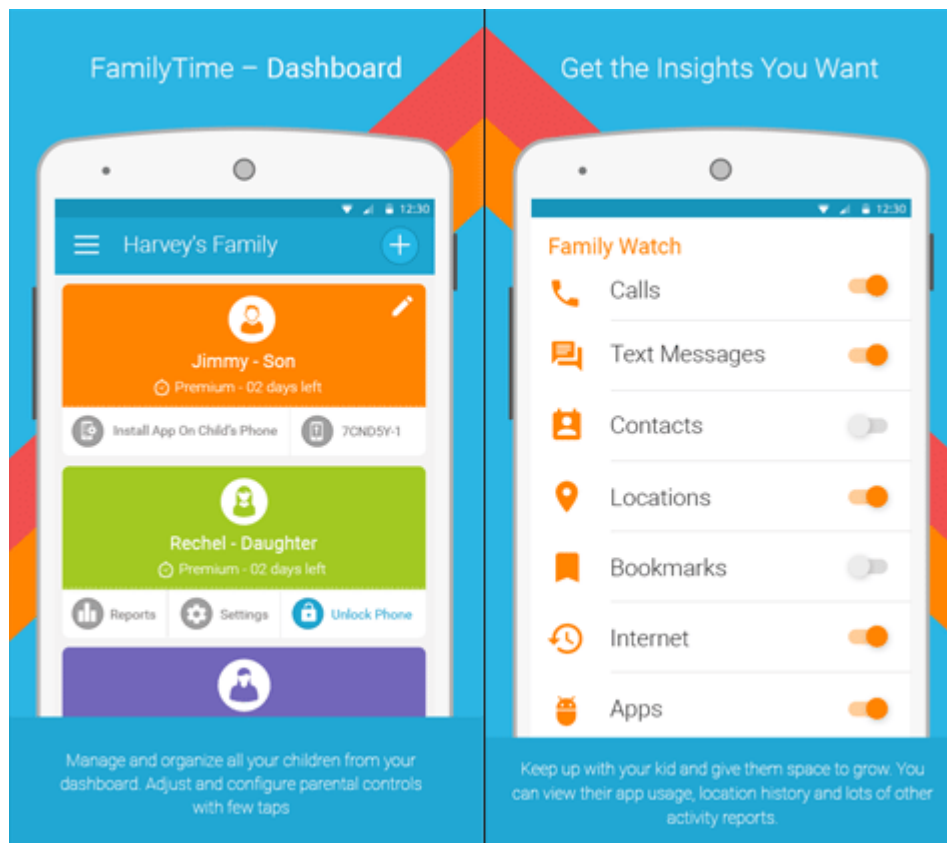 FamilyTime – Dashboard
12:30
Harvey's Family
Jimmy - Son
Premium - 02 days left
Install App On Child's Phone
7CND5Y-1
Rechel - Daughter
Premium - 02 days left
Reports
Settings
Unlock Phone
Manage and organize all your children from your
dashboard. Adjust and configure parental controls
with few taps
Get the Insights You Want
12:30
Family Watch
Calls
Text Messages
Contacts
Locations
Bookmarks
Internet
Apps
Keep up with your kid and give them space to grow. You
can view their app usage, location history and lots of other
activity reports.